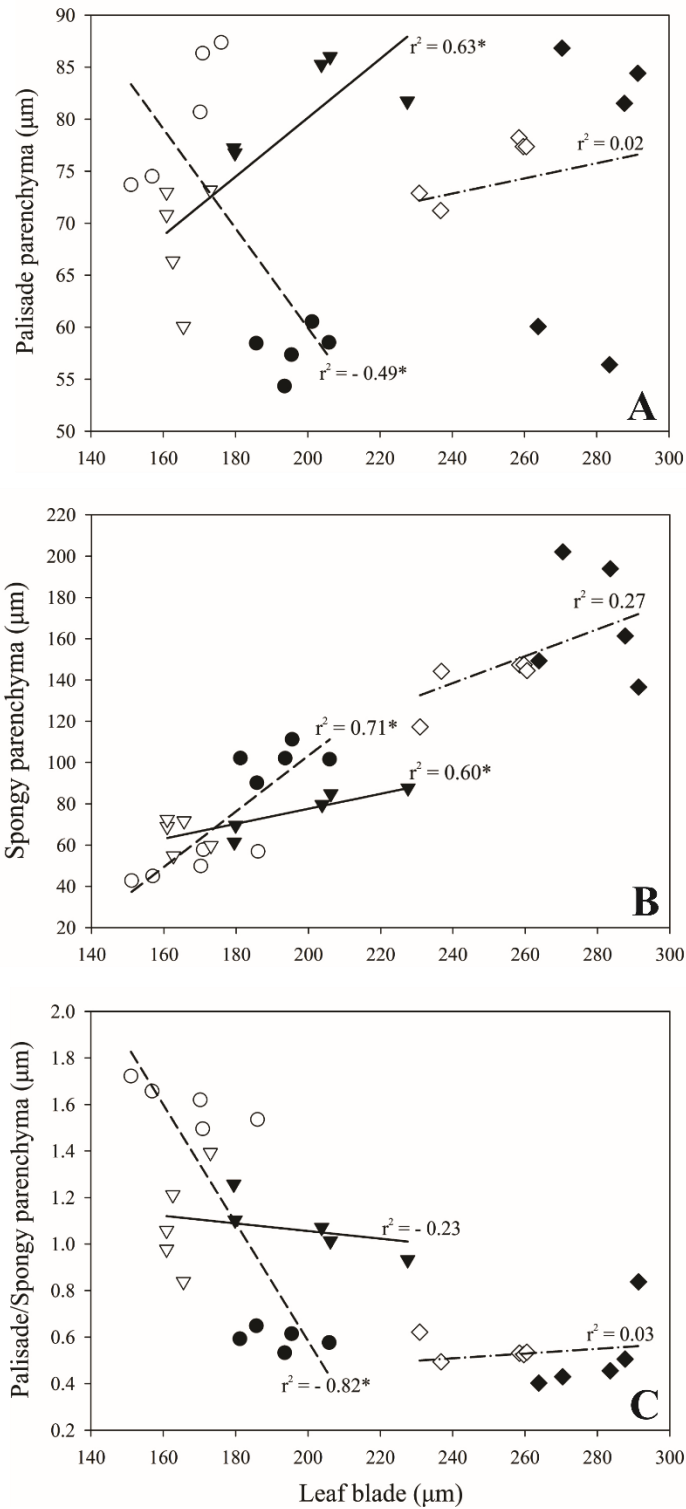 90
85
80
75
70
65
60
55
50
Palisade parenchyma (µm)
r² = 0.63*
r² = 0.02
r² = - 0.49*
A
140 160 180 200 220 240 260 280 300
220
200
180
160
140
120
100
80
60
40
20
Spongy parenchyma (µm)
r² = 0.27
r² = 0.71*
r² = 0.60*
B
140 160 180 200 220 240 260 280 300
2.0
1.8
1.6
1.4
1.2
1.0
0.8
0.6
0.4
0.2
Palisade/Spongy parenchyma (µm)
r² = - 0.23
r² = 0.03
r² = - 0.82*
C
140 160 180 200 220 240 260 280 300
Leaf blade (µm)